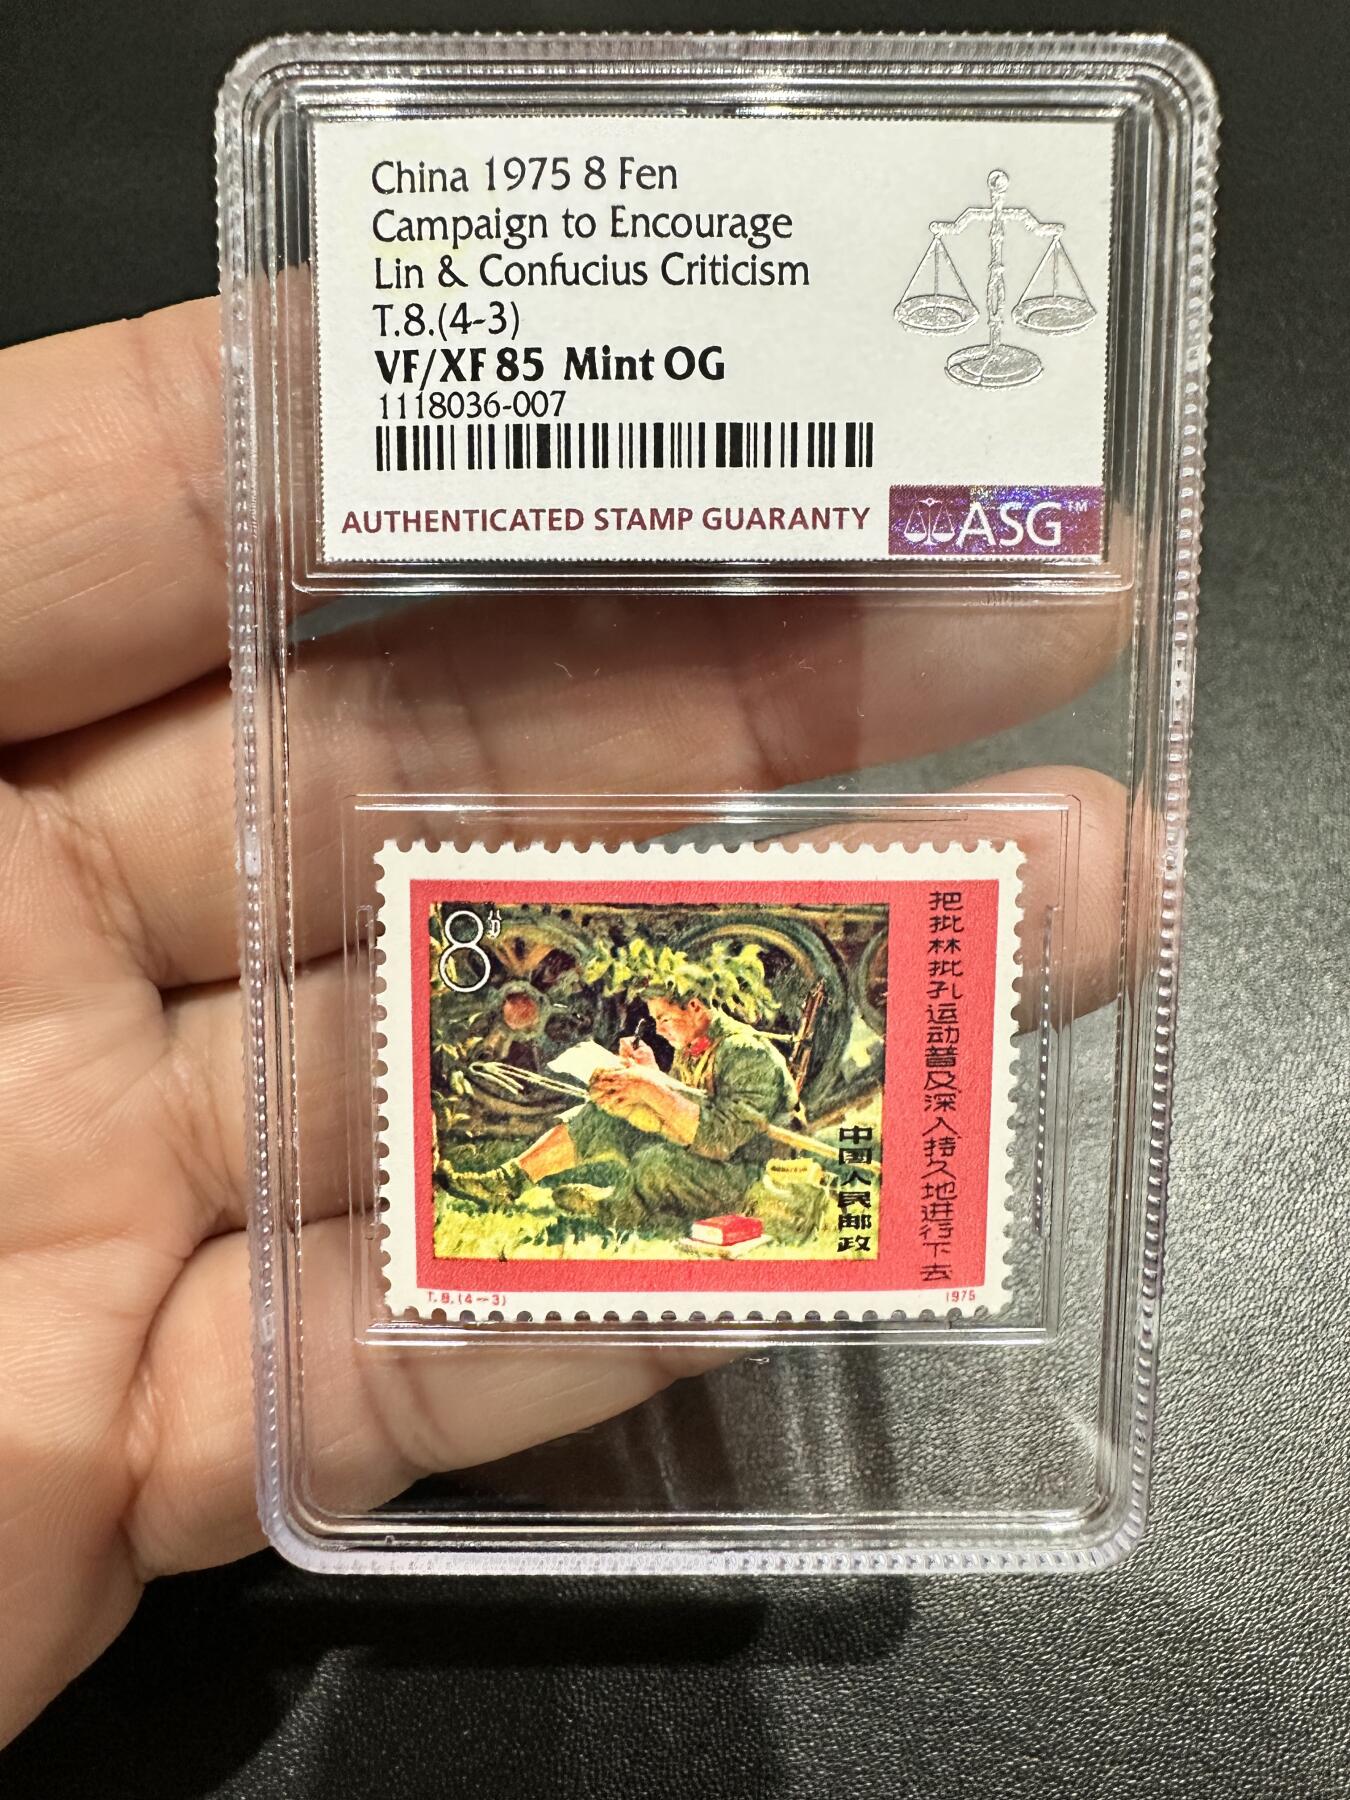 China 1975 8 Fen
Campaign to Encourage
Lin & Confucius Criticism
T.8.(4-3)
VF/XF 85 Mint OG
1118036-007
AUTHENTICATED STAMP GUARANTY
ASG™
8分
把批林批孔运动普及深入持久地进行下去
中国人民邮政
T.8.(4—3)
1975